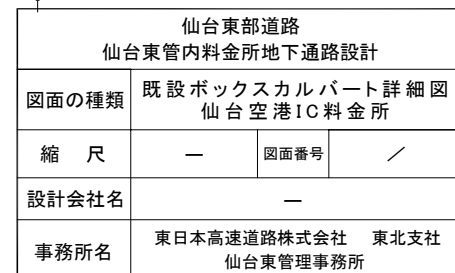 仙台東部道路
仙台東管内料金所地下通路設計
図面の種類
既設ボックスカルバート詳細図
仙台空港IC料金所
縮 尺
―
図面番号
／
設計会社名
―
事務所名
東日本高速道路株式会社 東北支社
仙台東管理事務所